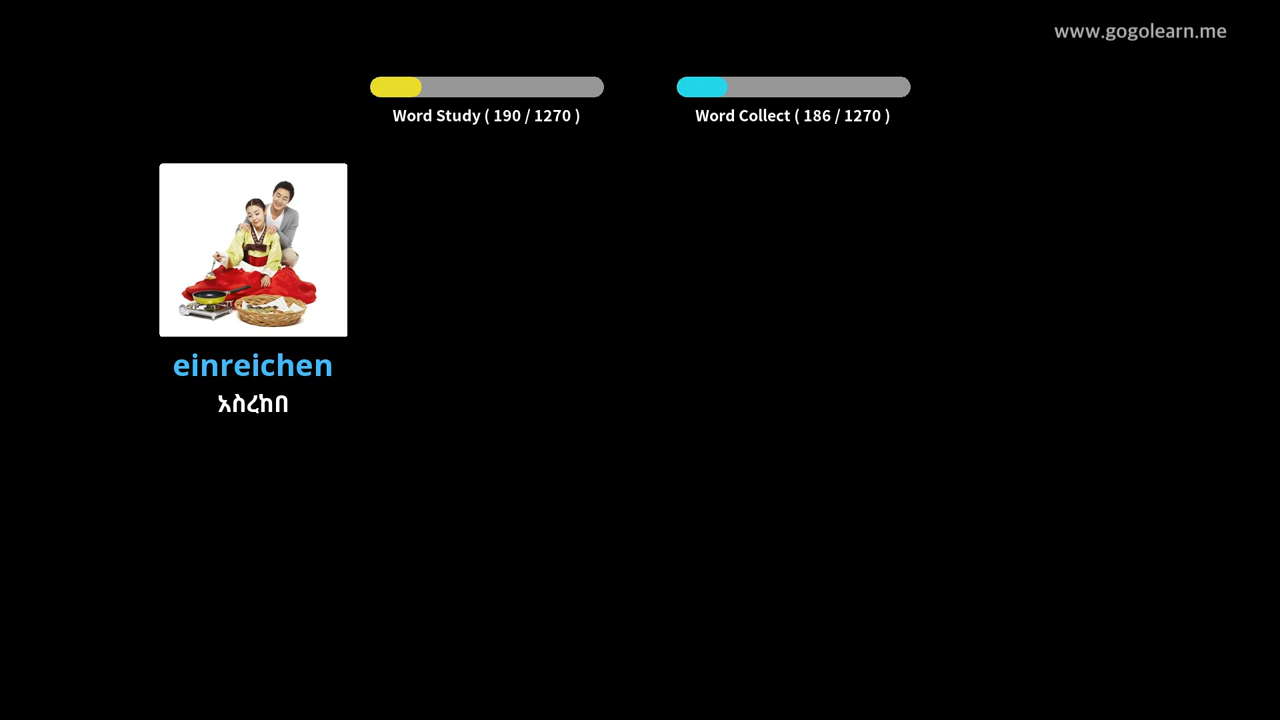 www.gogolearn.me
Word Study ( 190 / 1270 )
Word Collect ( 186 / 1270 )
einreichen
አስረከበ